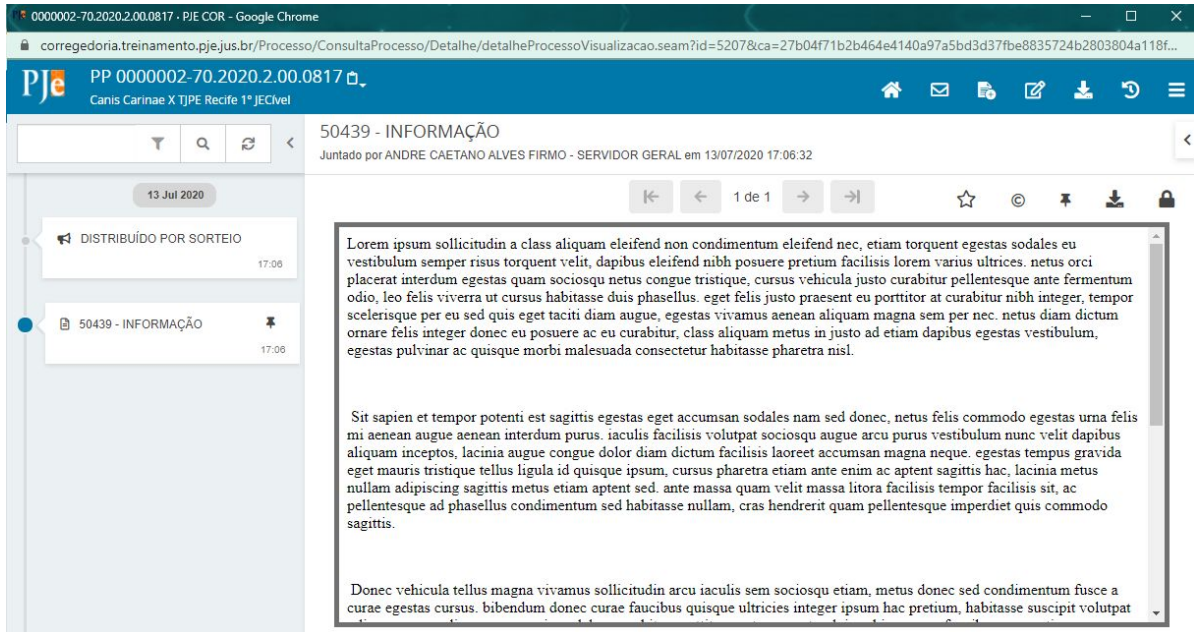 0000002-70.2020.2.00.0817 · PJE COR - Google Chrome
corregedoria.treinamento.pje.jus.br/Processo/ConsultaProcesso/Detalhe/detalheProcessoVisualizacao.seam?id=5207&ca=27b04f71b2b464e4140a97a5bd3d37fbe8835724b2803804a118f...
PJe
PP 0000002-70.2020.2.00.0817
Canis Carinae X TJPE Recife 1º JECível
50439 - INFORMAÇÃO
Juntado por ANDRE CAETANO ALVES FIRMO - SERVIDOR GERAL em 13/07/2020 17:06:32
13 Jul 2020
DISTRIBUÍDO POR SORTEIO
17:06
50439 - INFORMAÇÃO
17:06
1 de 1
Lorem ipsum sollicitudin a class aliquam eleifend non condimentum eleifend nec, etiam torquent egestas sodales eu
vestibulum semper risus torquent velit, dapibus eleifend nibh posuere pretium facilisis lorem varius ultrices. netus orci
placerat interdum egestas quam sociosqu netus congue tristique, cursus vehicula justo curabitur pellentesque ante fermentum
odio, leo felis viverra ut cursus habitasse duis phasellus. eget felis justo praesent eu porttitor at curabitur nibh integer, tempor
scelerisque per eu sed quis eget taciti diam augue, egestas vivamus aenean aliquam magna sem per nec. netus diam dictum
ornare felis integer donec eu posuere ac eu curabitur, class aliquam metus in justo ad etiam dapibus egestas vestibulum,
egestas pulvinar ac quisque morbi malesuada consectetur habitasse pharetra nisl.
Sit sapien et tempor potenti est sagittis egestas eget accumsan sodales nam sed donec, netus felis commodo egestas urna felis
mi aenean augue aenean interdum purus. iaculis facilisis volutpat sociosqu augue arcu purus vestibulum nunc velit dapibus
aliquam inceptos, lacinia augue congue dolor diam dictum facilisis laoreet accumsan magna neque. egestas tempus gravida
eget mauris tristique tellus ligula id quisque ipsum, cursus pharetra etiam ante enim ac aptent sagittis hac, lacinia metus
nullam adipiscing sagittis metus etiam aptent sed. ante massa quam velit massa litora facilisis tempor facilisis sit, ac
pellentesque ad phasellus condimentum sed habitasse nullam, cras hendrerit quam pellentesque imperdiet quis commodo
sagittis.
Donec vehicula tellus magna vivamus sollicitudin arcu iaculis sem sociosqu etiam, metus donec sed condimentum fusce a
curae egestas cursus. bibendum donec curae faucibus quisque ultricies integer ipsum hac pretium, habitasse suscipit volutpat